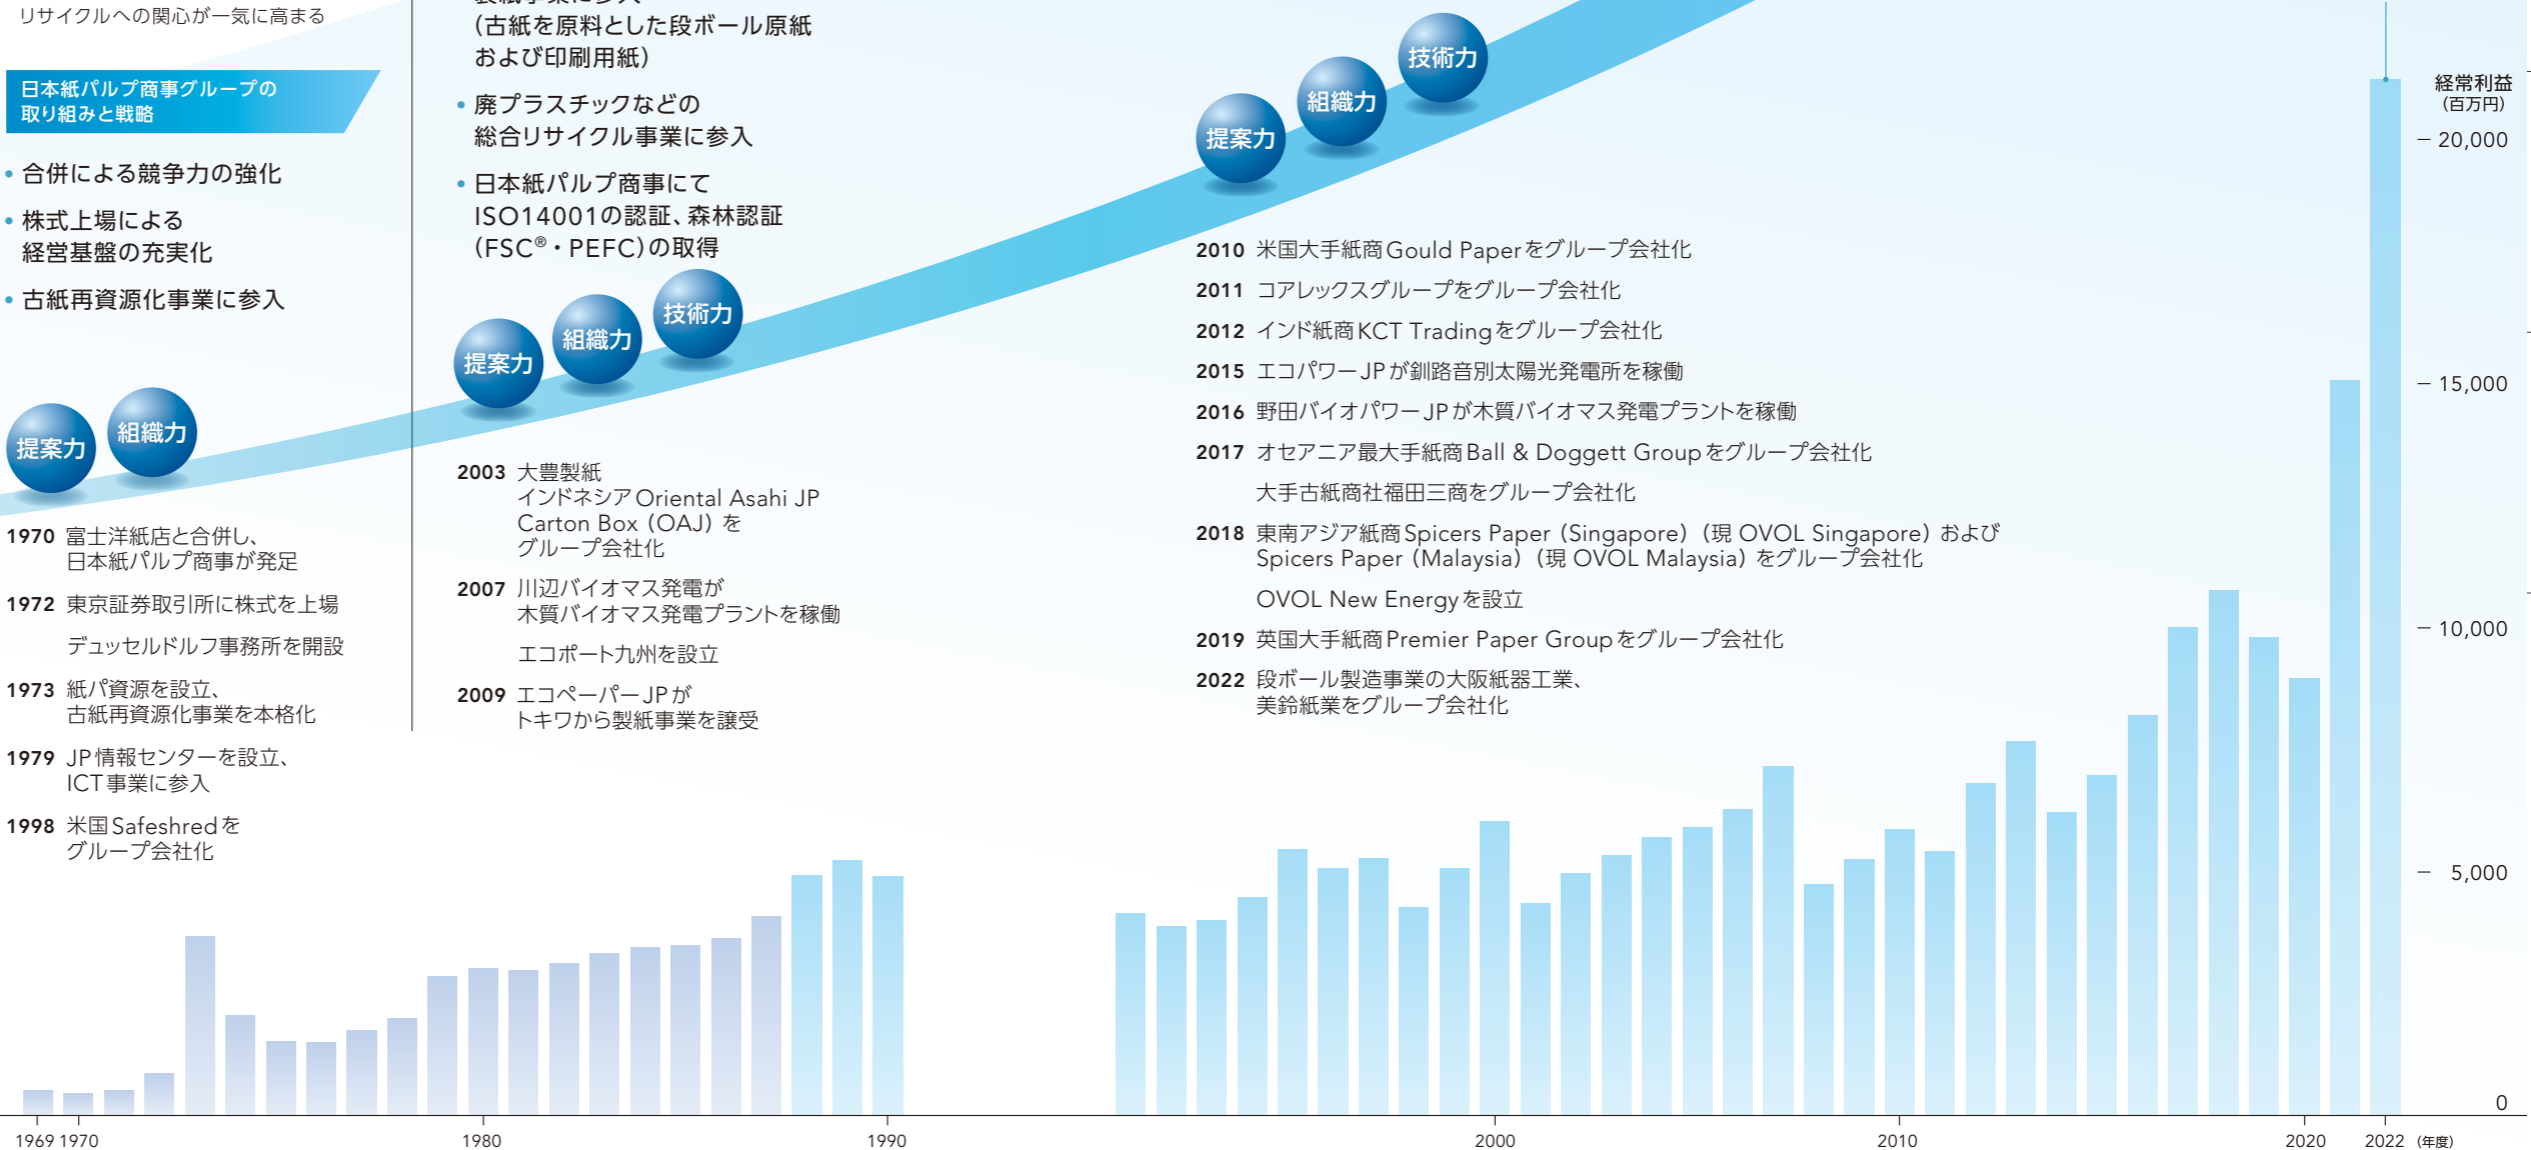 リサイクルへの関心が一気に高まる
日本紙パルプ商事グループの
取り組みと戦略
• 合併による競争力の強化
• 株式上場による
経営基盤の充実化
• 古紙再資源化事業に参入
提案力
組織力
1970 富士洋紙店と合併し、
日本紙パルプ商事が発足
1972 東京証券取引所に株式を上場
デュッセルドルフ事務所を開設
1973 紙パ資源を設立、
古紙再資源化事業を本格化
1979 JP情報センターを設立、
ICT事業に参入
1998 米国Safeshredを
グループ会社化
(古紙を原料とした段ボール原紙
および印刷用紙)
• 廃プラスチックなどの
総合リサイクル事業に参入
• 日本紙パルプ商事にて
ISO14001の認証、森林認証
(FSC®・PEFC)の取得
提案力
組織力
技術力
2003 大豊製紙
インドネシアOriental Asahi JP
Carton Box (OAJ) を
グループ会社化
2007 川辺バイオマス発電が
木質バイオマス発電プラントを稼働
エコポート九州を設立
2009 エコペーパーJPが
トキワから製紙事業を譲受
提案力
組織力
技術力
2010 米国大手紙商Gould Paperをグループ会社化
2011 コアレックスグループをグループ会社化
2012 インド紙商KCT Tradingをグループ会社化
2015 エコパワーJPが釧路音別太陽光発電所を稼働
2016 野田バイオパワーJPが木質バイオマス発電プラントを稼働
2017 オセアニア最大手紙商Ball & Doggett Groupをグループ会社化
大手古紙商社福田三商をグループ会社化
2018 東南アジア紙商Spicers Paper (Singapore) (現 OVOL Singapore) および
Spicers Paper (Malaysia) (現 OVOL Malaysia) をグループ会社化
OVOL New Energyを設立
2019 英国大手紙商Premier Paper Groupをグループ会社化
2022 段ボール製造事業の大阪紙器工業、
美鈴紙業をグループ会社化
経常利益
(百万円)
20,000
15,000
10,000
5,000
0
1969 1970 1980 1990 2000 2010 2020 2022 (年度)